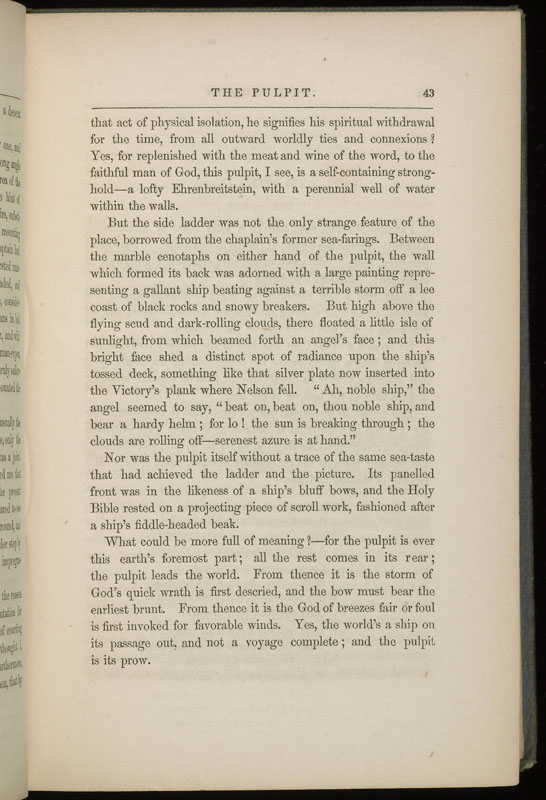 THE PULPIT. 43
that act of physical isolation, he signifies his spiritual withdrawal
for the time, from all outward worldly ties and connexions?
Yes, for replenished with the meat and wine of the word, to the
faithful man of God, this pulpit, I see, is a self-containing strong-
hold—a lofty Ehrenbreitstein, with a perennial well of water
within the walls.
But the side ladder was not the only strange feature of the
place, borrowed from the chaplain's former sea-farings. Between
the marble cenotaphs on either hand of the pulpit, the wall
which formed its back was adorned with a large painting repre-
senting a gallant ship beating against a terrible storm off a lee
coast of black rocks and snowy breakers. But high above the
flying scud and dark-rolling clouds, there floated a little isle of
sunlight, from which beamed forth an angel's face; and this
bright face shed a distinct spot of radiance upon the ship's
tossed deck, something like that silver plate now inserted into
the Victory's plank where Nelson fell. "Ah, noble ship," the
angel seemed to say, "beat on, beat on, thou noble ship, and
bear a hardy helm; for lo! the sun is breaking through; the
clouds are rolling off—serenest azure is at hand."
Nor was the pulpit itself without a trace of the same sea-taste
that had achieved the ladder and the picture. Its panelled
front was in the likeness of a ship's bluff bows, and the Holy
Bible rested on a projecting piece of scroll work, fashioned after
a ship's fiddle-headed beak.
What could be more full of meaning?—for the pulpit is ever
this earth's foremost part; all the rest comes in its rear;
the pulpit leads the world. From thence it is the storm of
God's quick wrath is first descried, and the bow must bear the
earliest brunt. From thence it is the God of breezes fair or foul
is first invoked for favorable winds. Yes, the world's a ship on
its passage out, and not a voyage complete; and the pulpit
is its prow.